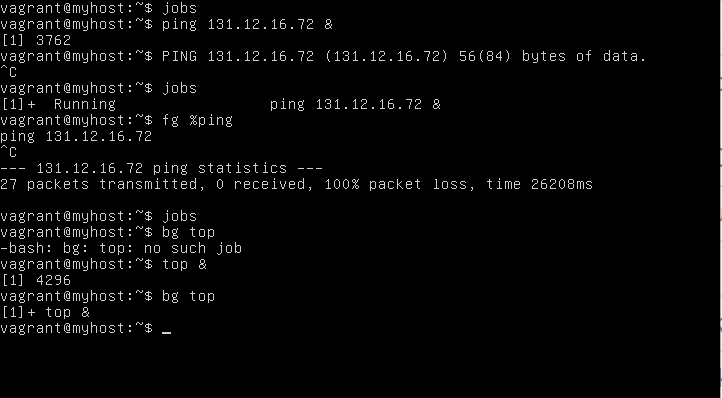 vagrant@myhost:~$ jobs
vagrant@myhost:~$ ping 131.12.16.72 &
[1] 3762
vagrant@myhost:~$ PING 131.12.16.72 (131.12.16.72) 56(84) bytes of data.
^C
vagrant@myhost:~$ jobs
[1]+  Running                 ping 131.12.16.72 &
vagrant@myhost:~$ fg %ping
ping 131.12.16.72
^C
--- 131.12.16.72 ping statistics ---
27 packets transmitted, 0 received, 100% packet loss, time 26208ms
vagrant@myhost:~$ jobs
vagrant@myhost:~$ bg top
-bash: bg: top: no such job
vagrant@myhost:~$ top &
[1] 4296
vagrant@myhost:~$ bg top
[1]+ top &
vagrant@myhost:~$ _